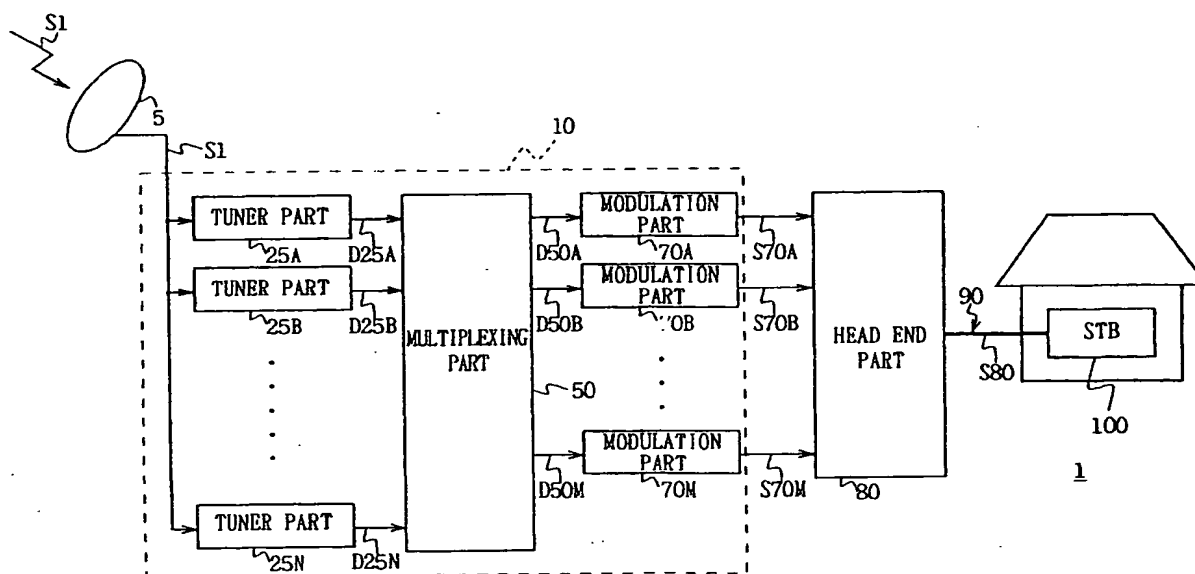 S1
5
S1
10
TUNER PART
25A
D25A
TUNER PART
25B
D25B
TUNER PART
25N
D25N
MULTIPLEXING
PART
50
D50A
MODULATION
PART
70A
S70A
D50B
MODULATION
PART
S70B
D50M
MODULATION
PART
70M
S70M
HEAD END
PART
80
90
S80
STB
100
1